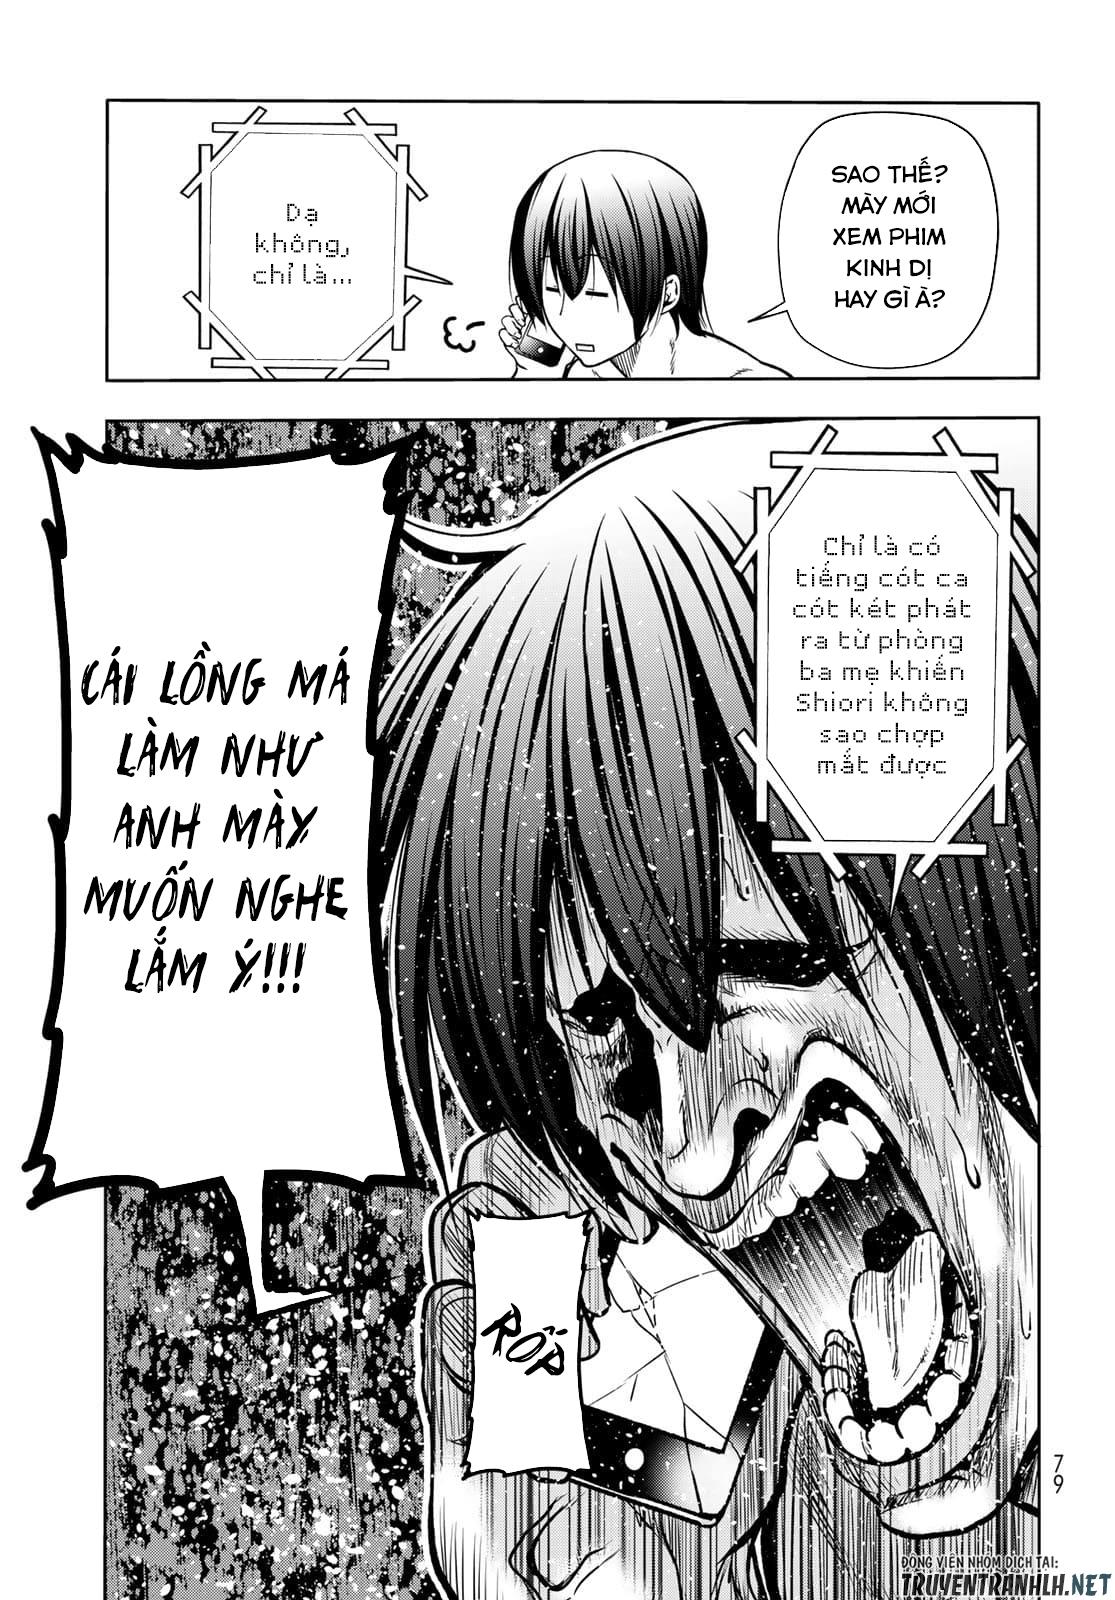 SAO THẾ?
MÀY MỚI
XEM PHIM
KINH DỊ
HAY GÌ À?
Dạ
không,
chỉ là...
Chỉ là có
tiếng cót ca
cót két phát
ra từ phòng
ba mẹ khiến
Shiori không
sao chợp
mắt được
CÁI LỒNG MÁ
LÀM NHƯ
ANH MÀY
MUỐN NGHE
LẮM Ý!!!
RỐP
79
ĐỘNG VIÊN NHÓM DỊCH TẠI:
TRUYENTRANHLH.NET